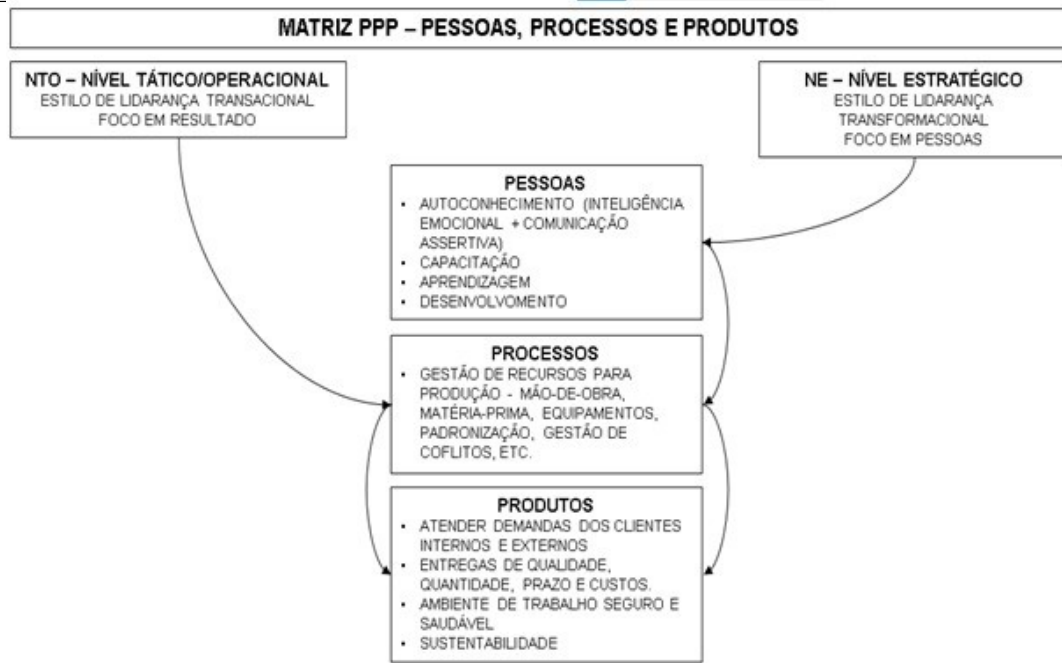 MATRIZ PPP – PESSOAS, PROCESSOS E PRODUTOS
NTO – NÍVEL TÁTICO/OPERACIONAL
ESTILO DE LIDARANÇA TRANSACIONAL
FOCO EM RESULTADO
NE – NÍVEL ESTRATÉGICO
ESTILO DE LIDARANÇA
TRANSFORMACIONAL
FOCO EM PESSOAS
PESSOAS
• AUTOCONHECIMENTO (INTELIGÊNCIA
EMOCIONAL + COMUNICAÇÃO
ASSERTIVA)
• CAPACITAÇÃO
• APRENDIZAGEM
• DESENVOLVOMENTO
PROCESSOS
• GESTÃO DE RECURSOS PARA
PRODUÇÃO - MÃO-DE-OBRA,
MATÉRIA-PRIMA, EQUIPAMENTOS,
PADRONIZAÇÃO, GESTÃO DE
COFLITOS, ETC.
PRODUTOS
• ATENDER DEMANDAS DOS CLIENTES
INTERNOS E EXTERNOS
• ENTREGAS DE QUALIDADE,
QUANTIDADE, PRAZO E CUSTOS.
• AMBIENTE DE TRABALHO SEGURO E
SAUDÁVEL
• SUSTENTABILIDADE